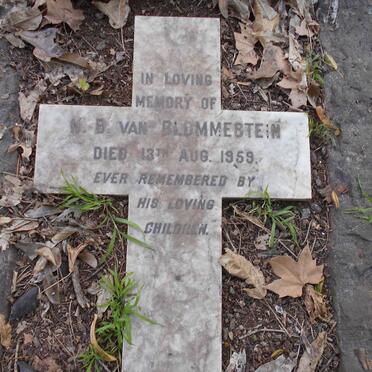 IN LOVING
MEMORY OF
N. B. VAN BLOMMESTEIN
DIED 13TH AUG. 1959.
EVER REMEMBERED BY
HIS LOVING
CHILDREN.